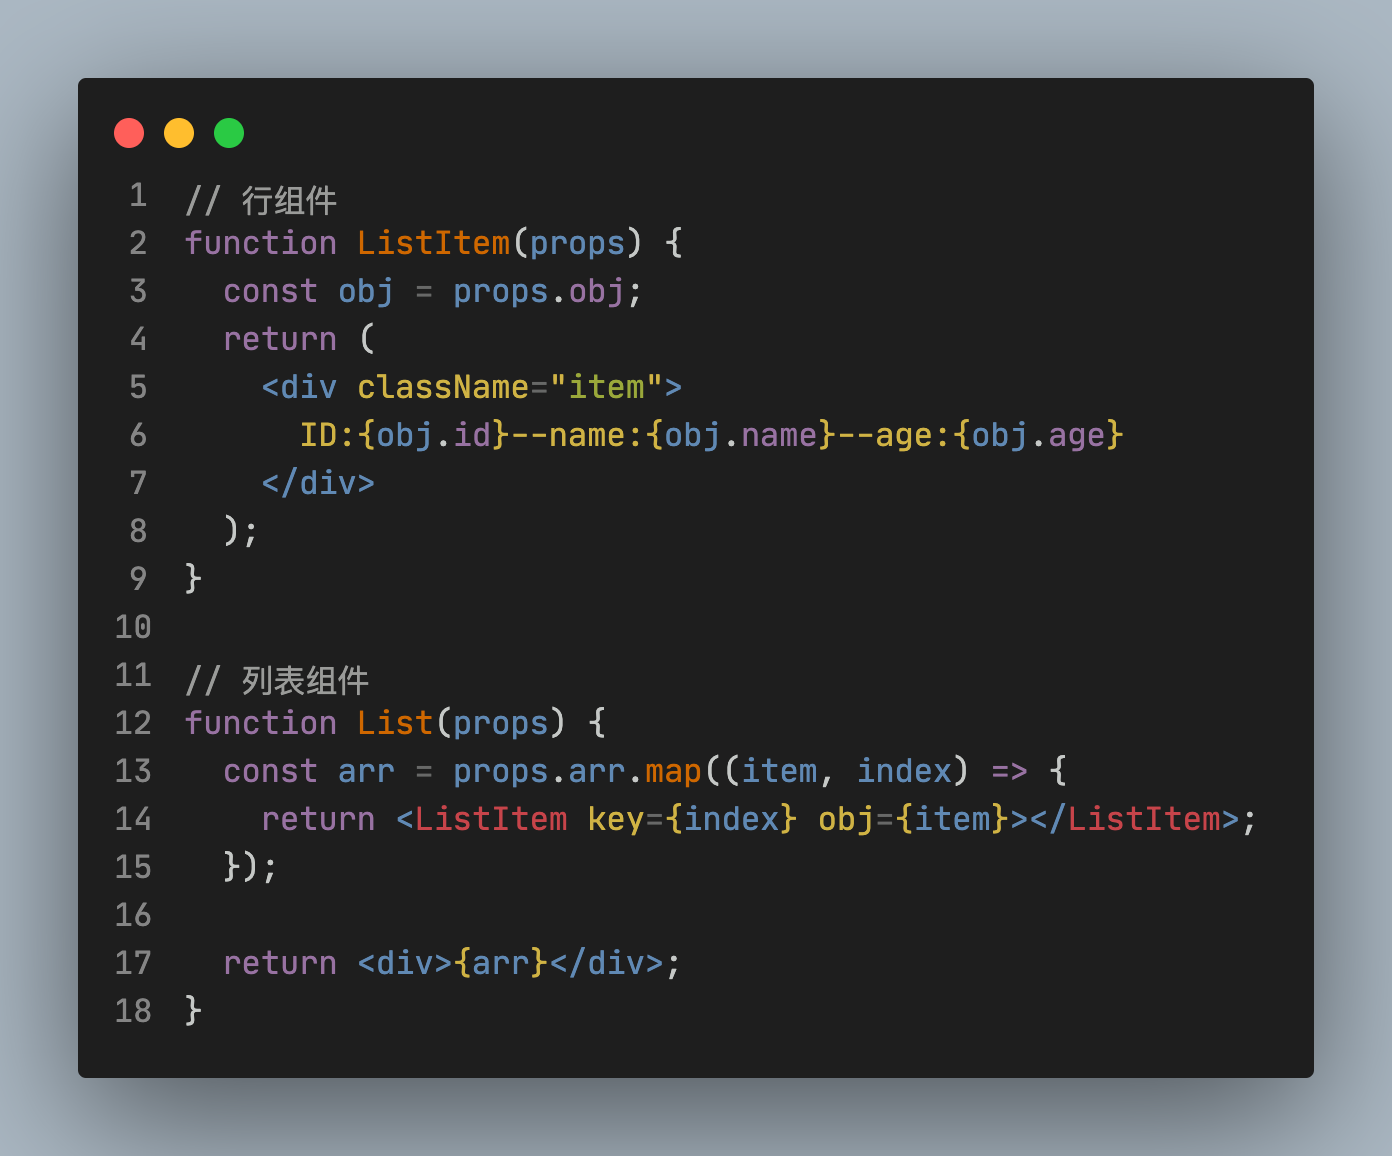 1 // 行组件
2 function ListItem(props) {
3   const obj = props.obj;
4   return (
5     <div className="item">
6       ID:{obj.id}--name:{obj.name}--age:{obj.age}
7     </div>
8   );
9 }
10
11 // 列表组件
12 function List(props) {
13   const arr = props.arr.map((item, index) => {
14     return <ListItem key={index} obj={item}></ListItem>;
15   });
16
17   return <div>{arr}</div>;
18 }